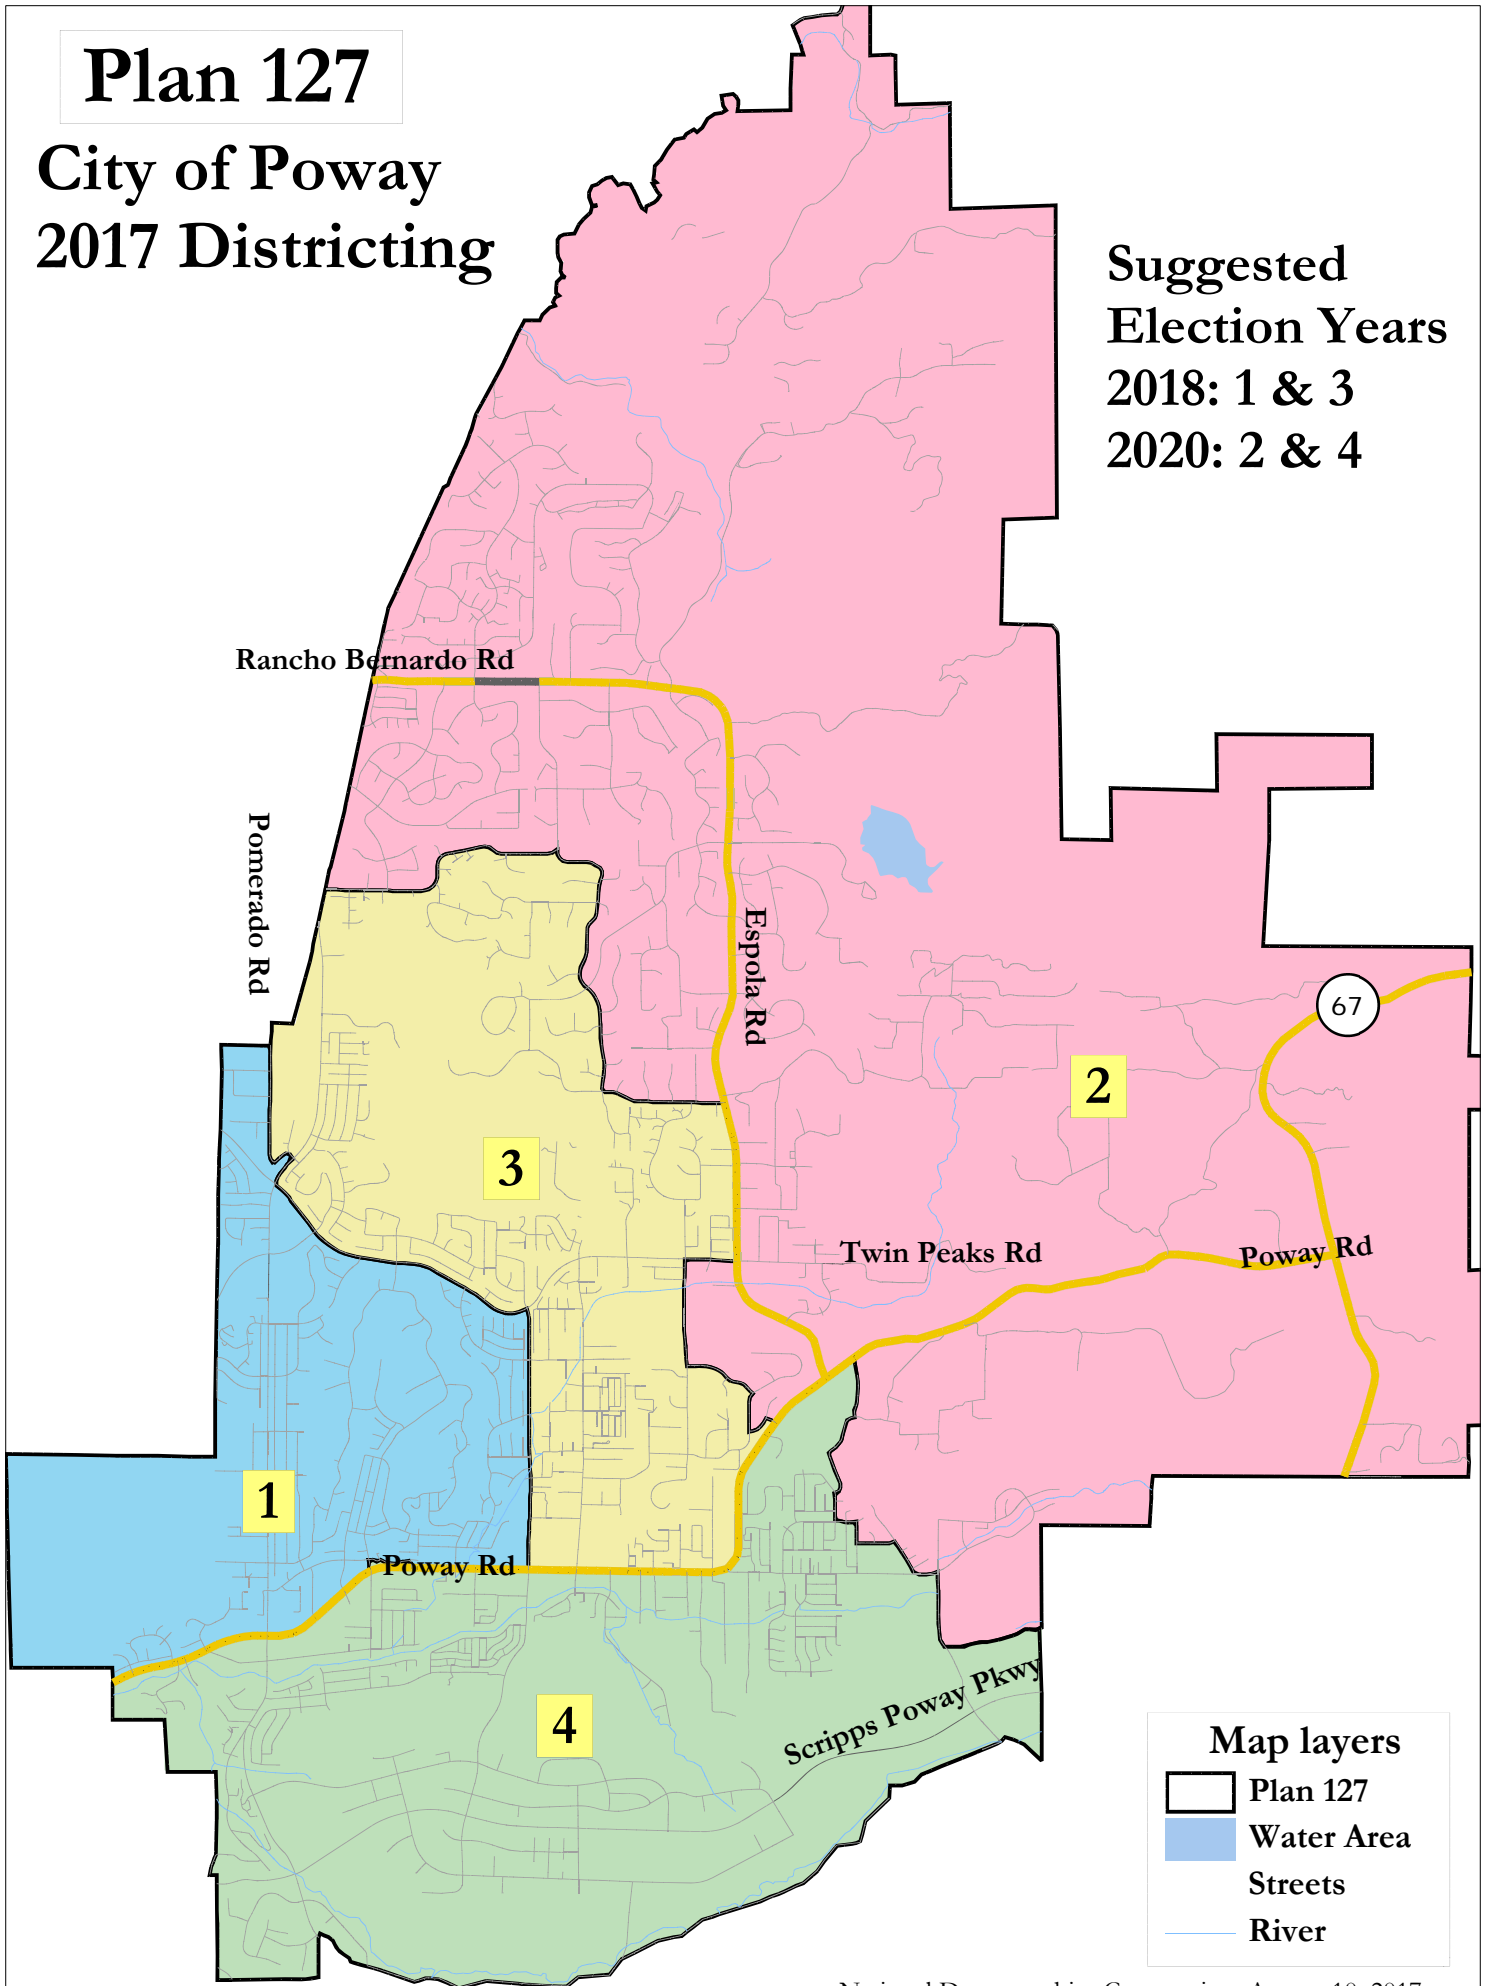 Plan 127
City of Poway
2017 Districting
Suggested
Election Years
2018: 1 & 3
2020: 2 & 4
Rancho Bernardo Rd
Pomerado Rd
Espola Rd
67
2
3
Twin Peaks Rd
Poway Rd
1
Poway Rd
4
Scripps Poway Pkwy
Map layers
Plan 127
Water Area
Streets
River